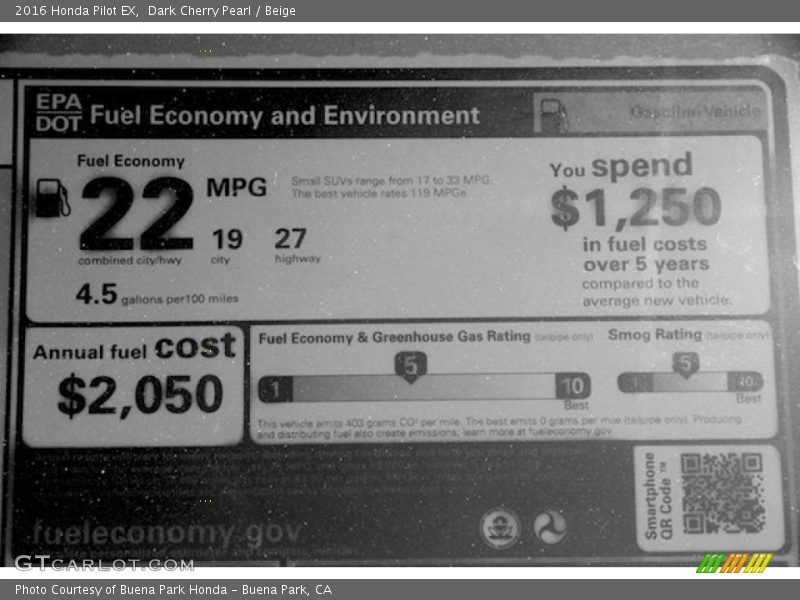 2016 Honda Pilot EX, Dark Cherry Pearl / Beige
EPA
DOT
Fuel Economy and Environment
Gasoline Vehicle
Fuel Economy
22 MPG
combined city/hwy
19
city
27
highway
Small SUVs range from 17 to 33 MPG.
The best vehicle rates 119 MPGe.
4.5 gallons per100 miles
You spend
$1,250
in fuel costs
over 5 years
compared to the
average new vehicle.
Annual fuel cost
$2,050
Fuel Economy & Greenhouse Gas Rating (tailpipe only)
5
1
10
Best
Smog Rating (tailpipe only)
5
1
10
Best
This vehicle emits 403 grams CO² per mile. The best emits 0 grams per mile (tailpipe only). Producing
and distributing fuel also create emissions; learn more at fueleconomy.gov
fueleconomy.gov
Smartphone
QR Code ™
GTCARLOT.COM
Photo Courtesy of Buena Park Honda - Buena Park, CA